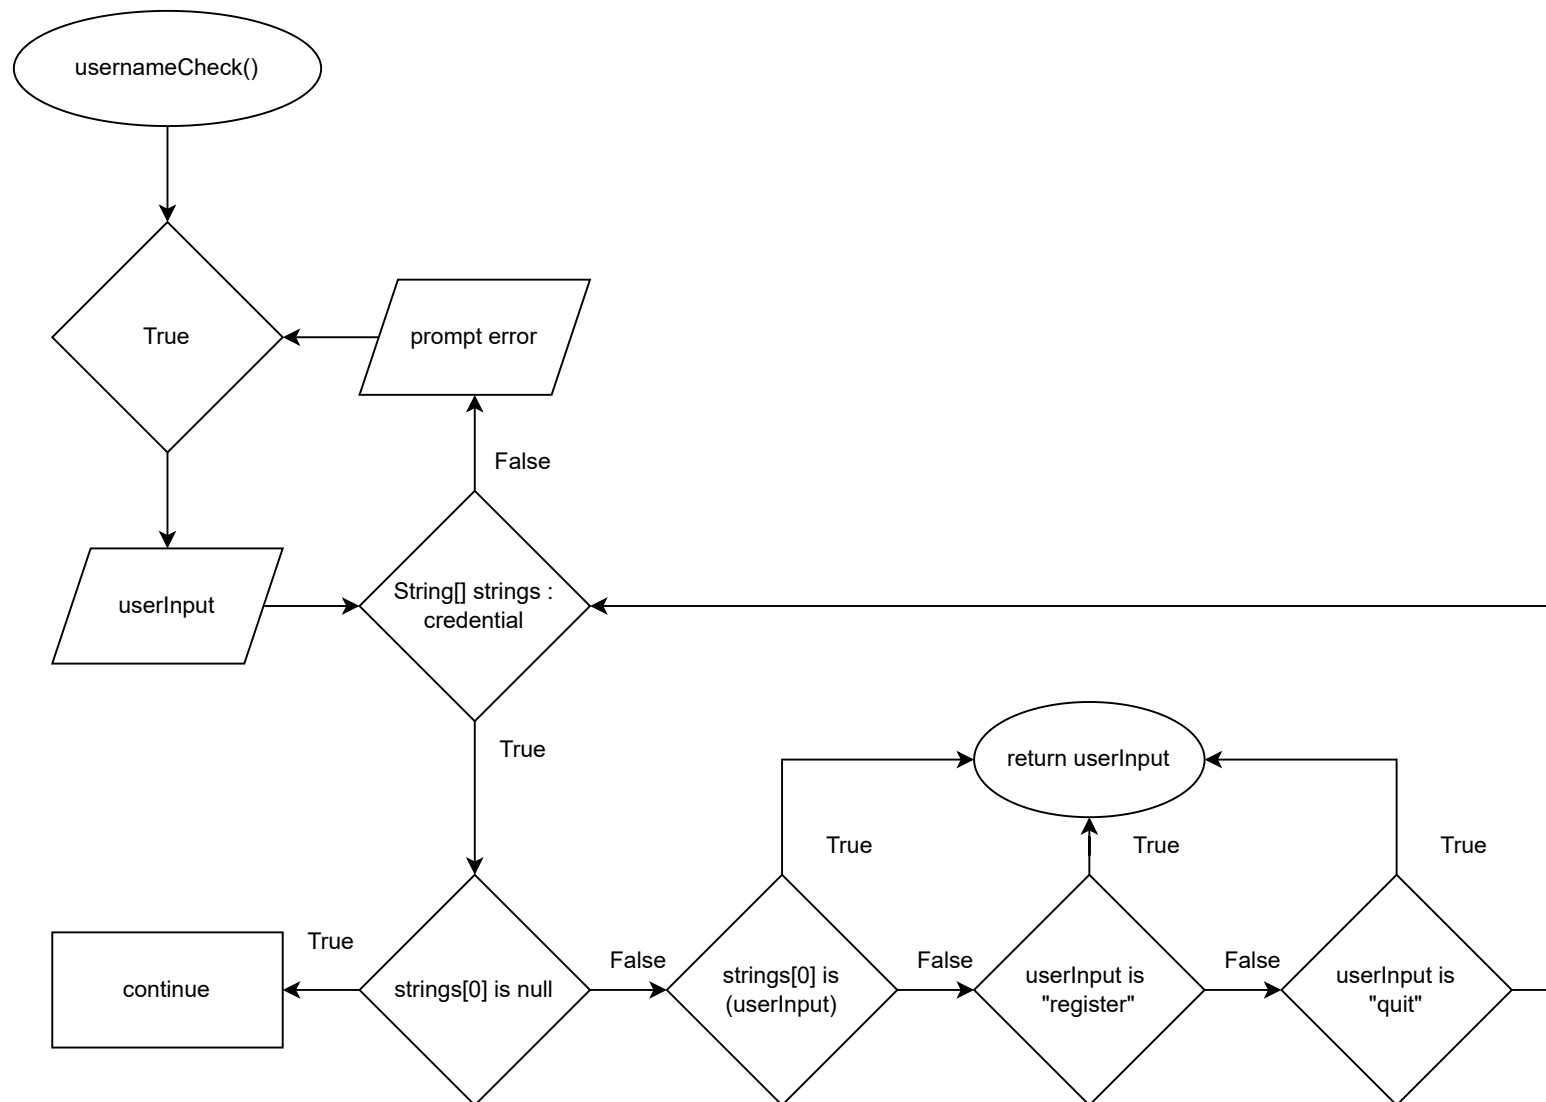 usernameCheck()
True
prompt error
False
userInput
String[] strings :
credential
True
return userInput
True
True
True
continue
True
strings[0] is null
False
strings[0] is
(userInput)
False
userInput is
"register"
False
userInput is
"quit"